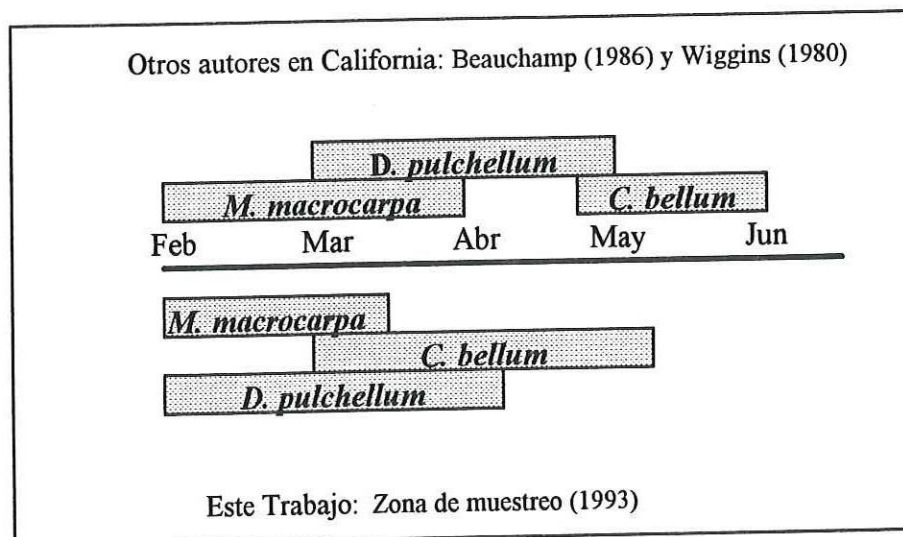 Otros autores en California: Beauchamp (1986) y Wiggins (1980)
D. pulchellum
M. macrocarpa
C. bellum
Feb Mar Abr May Jun
M. macrocarpa
C. bellum
D. pulchellum
Este Trabajo: Zona de muestreo (1993)